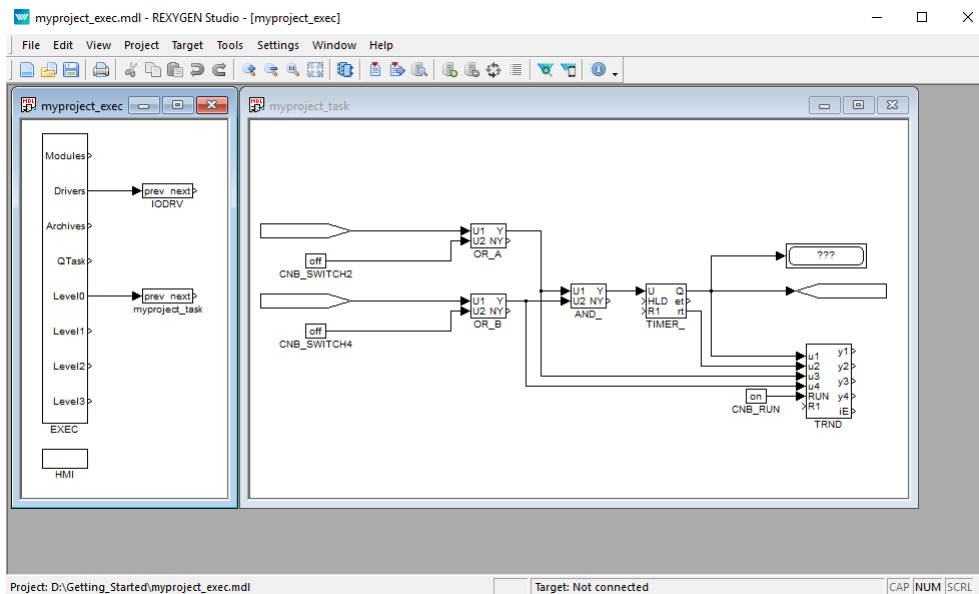 myproject_exec.mdl - REXYGEN Studio - [myproject_exec]
File Edit View Project Target Tools Settings Window Help
myproject_exec
myproject_task
Modules
Drivers
prev next
IODRV
Archives
QTask
Level0
prev next
myproject_task
Level1
Level2
Level3
EXEC
HMI
U1 Y
U2 NY
OR_A
off
CNB_SWITCH2
U1 Y
U2 NY
OR_B
off
CNB_SWITCH4
U1 Y
U2 NY
AND_
U Q
HLD et
R1 rt
TIMER_
???
u1 y1
u2 y2
u3 y3
u4
RUN y4
R1 iE
TRND
on
CNB_RUN
Project: D:\Getting_Started\myproject_exec.mdl
Target: Not connected
CAP NUM SCRL